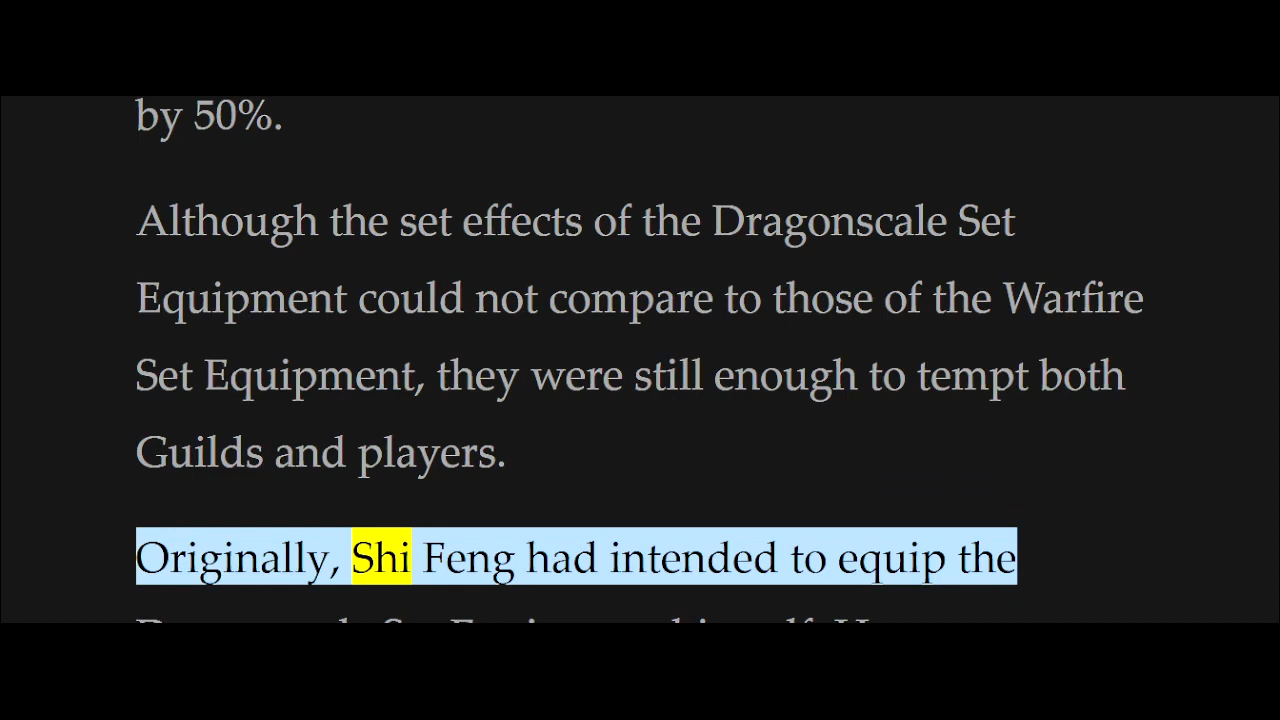 by 50%.
Although the set effects of the Dragonscale Set
Equipment could not compare to those of the Warfire
Set Equipment, they were still enough to tempt both
Guilds and players.
Originally, Shi Feng had intended to equip the